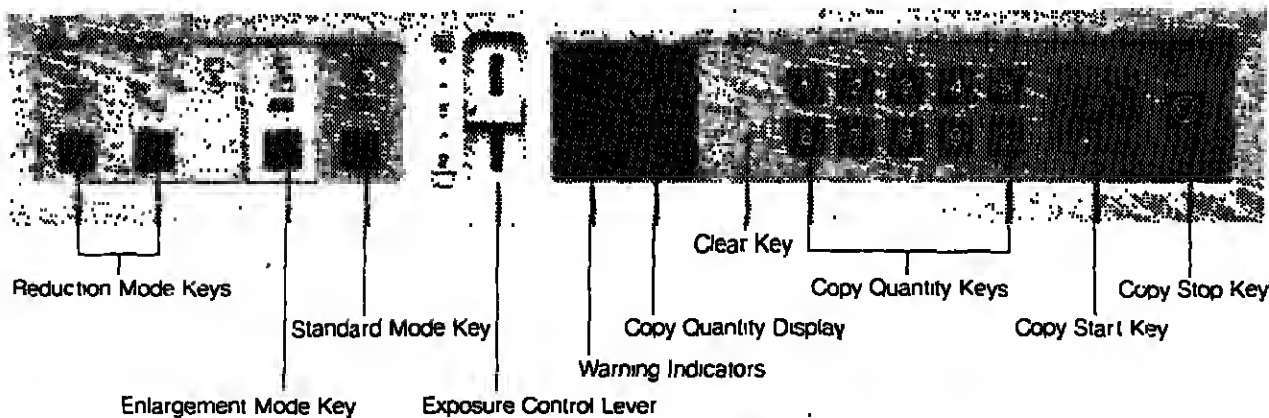 Clear Key
Reduction Mode Keys
Copy Quantity Keys
Copy Stop Key
Standard Mode Key
Copy Quantity Display
Copy Start Key
Warning Indicators
Enlargement Mode Key
Exposure Control Lever